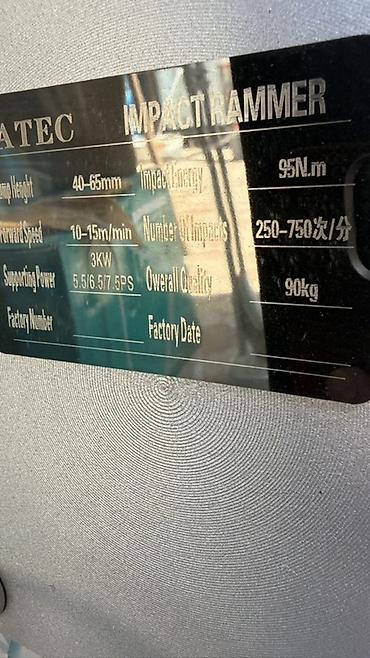 ATEC IMPACT RAMMER
Height 40-65mm Impact Energy 95N.m
Forward Speed 10-15m/min Number Of Impacts 250-750次/分
Supporting Power 3KW
5.5/6.5/7.5PS Owerall Quality 90kg
Factory Number Factory Date